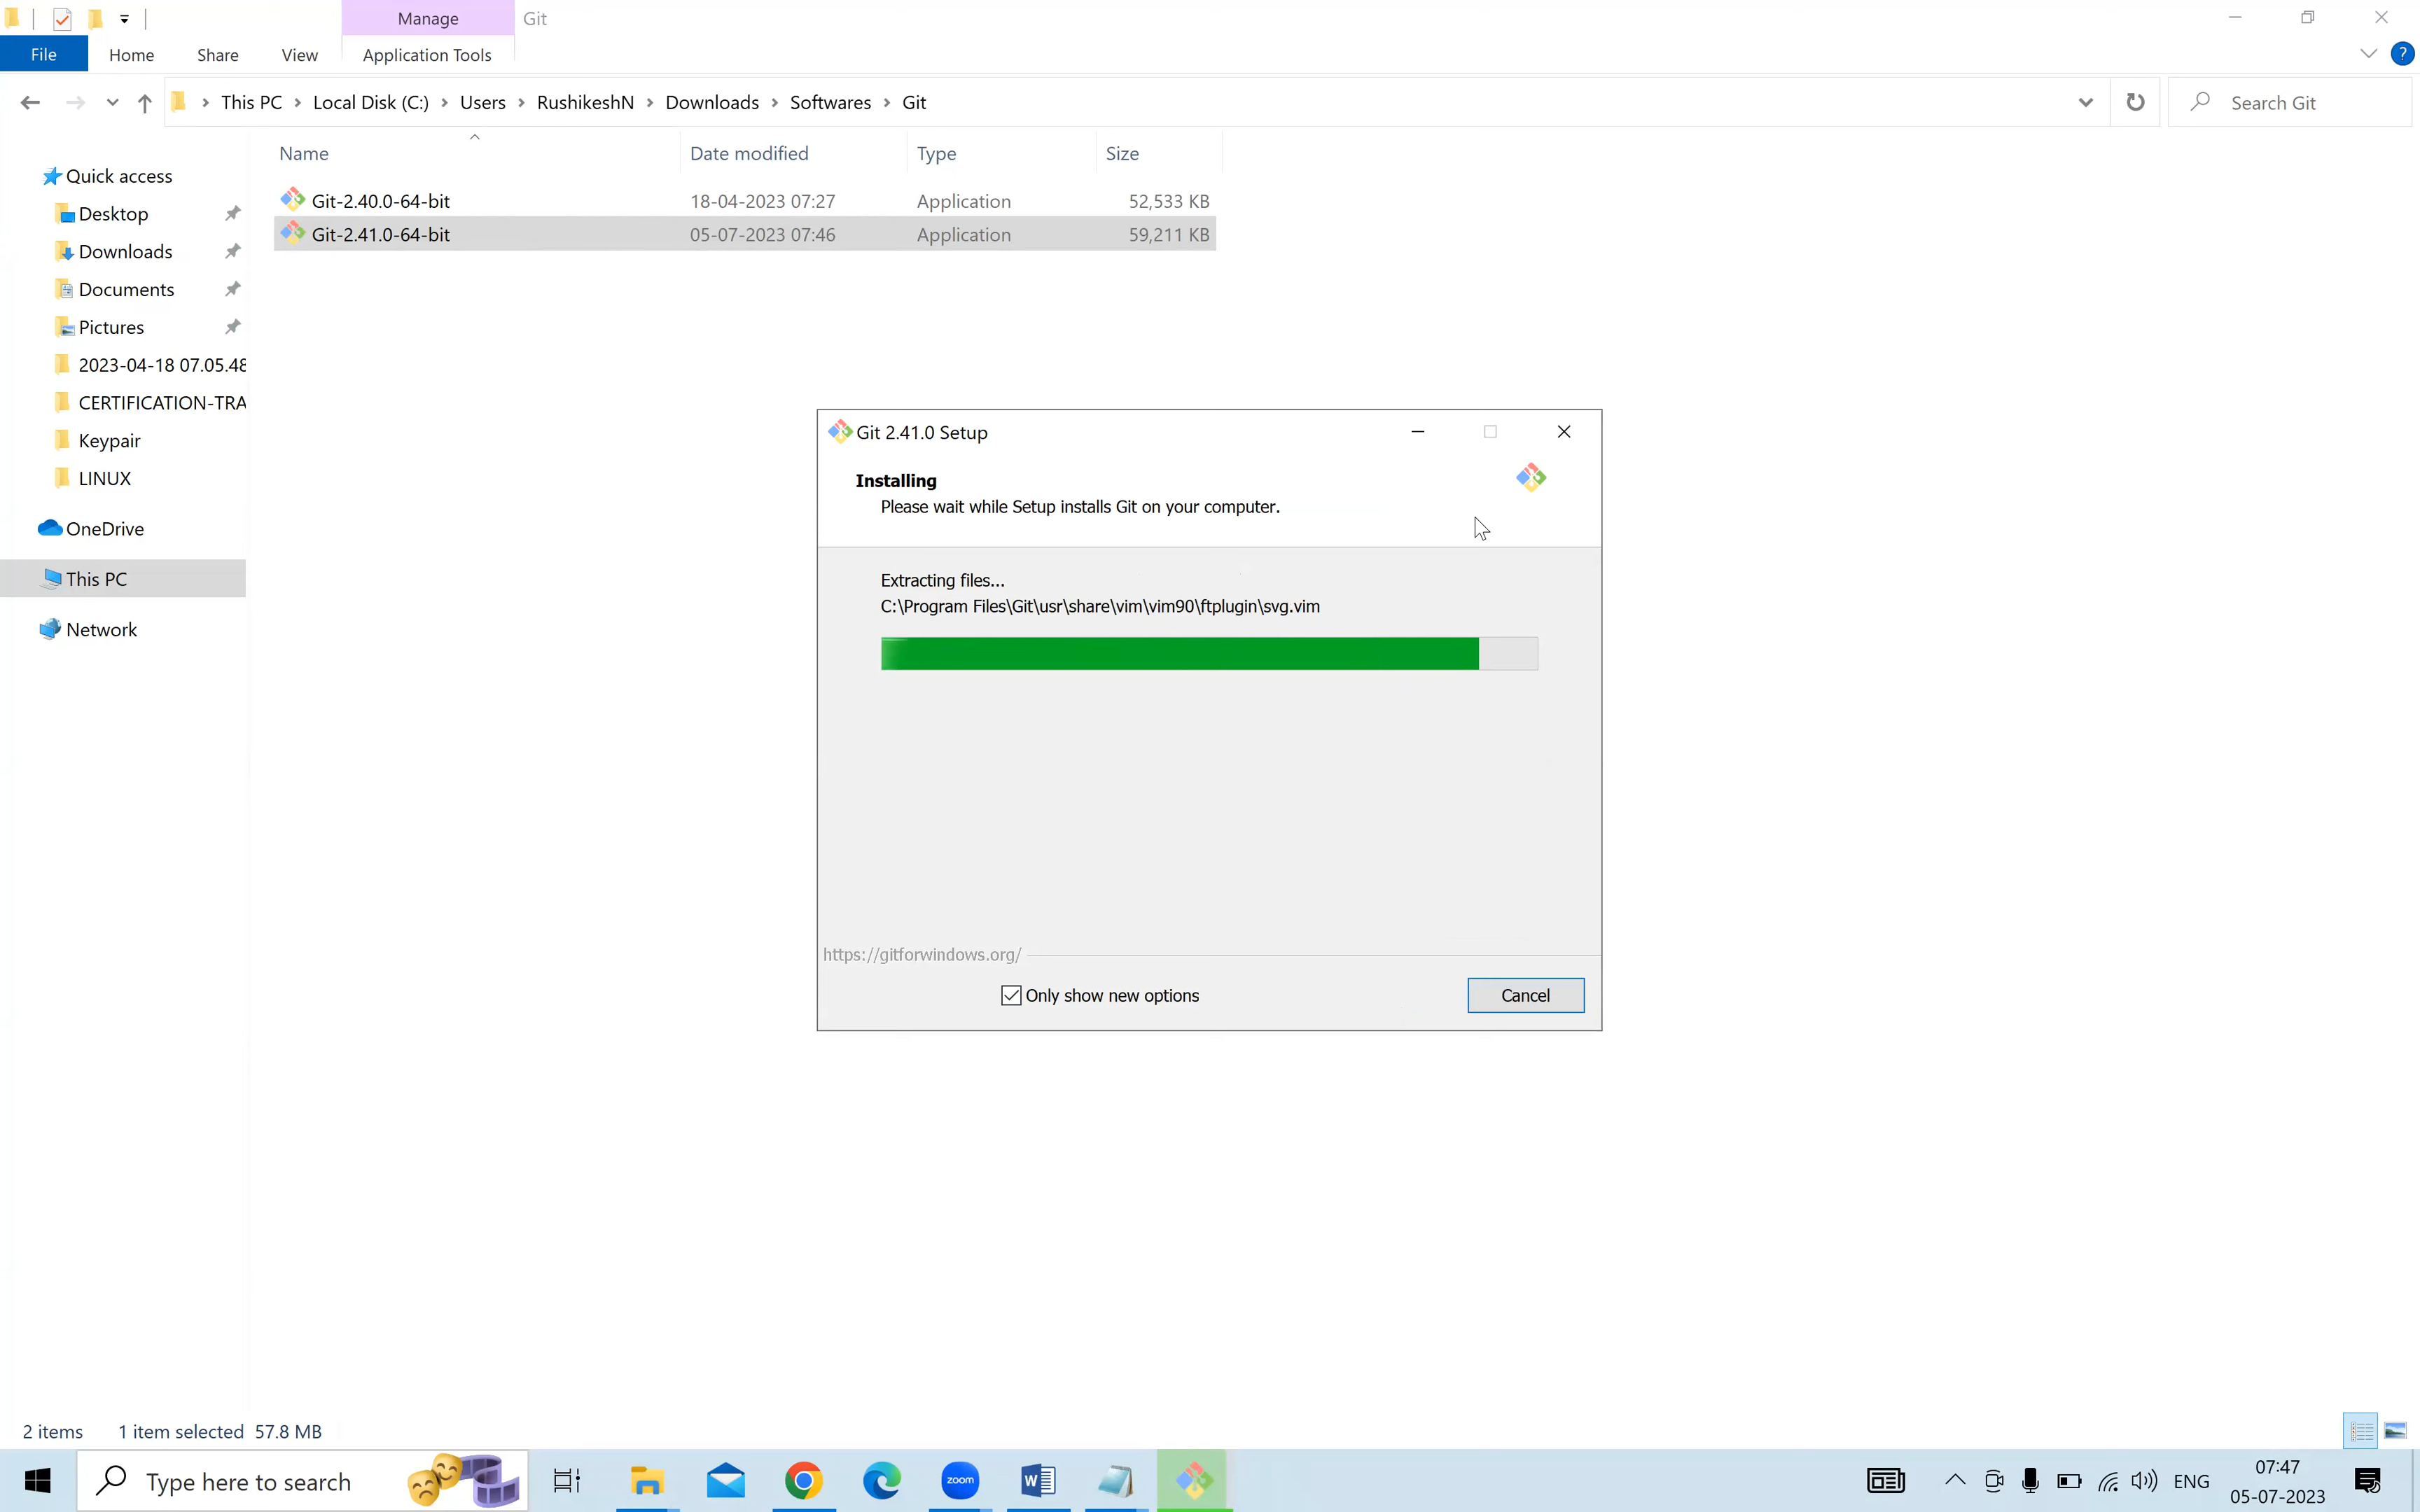 Manage Git
File Home Share View Application Tools
?
This PC Local Disk (C:) Users RushikeshN Downloads Softwares Git Search Git
Name Date modified Type Size
Git-2.40.0-64-bit 18-04-2023 07:27 Application 52,533 KB
Git-2.41.0-64-bit 05-07-2023 07:46 Application 59,211 KB
Quick access
Desktop
Downloads
Documents
Pictures
2023-04-18 07.05.48
CERTIFICATION-TRA
Keypair
LINUX
OneDrive
This PC
Network
Git 2.41.0 Setup
Installing
Please wait while Setup installs Git on your computer.
Extracting files...
C:\Program Files\Git\usr\share\vim\vim90\ftplugin\svg.vim
https://gitforwindows.org/
Only show new options Cancel
2 items 1 item selected 57.8 MB
Type here to search zoom W ENG 07:47
05-07-2023